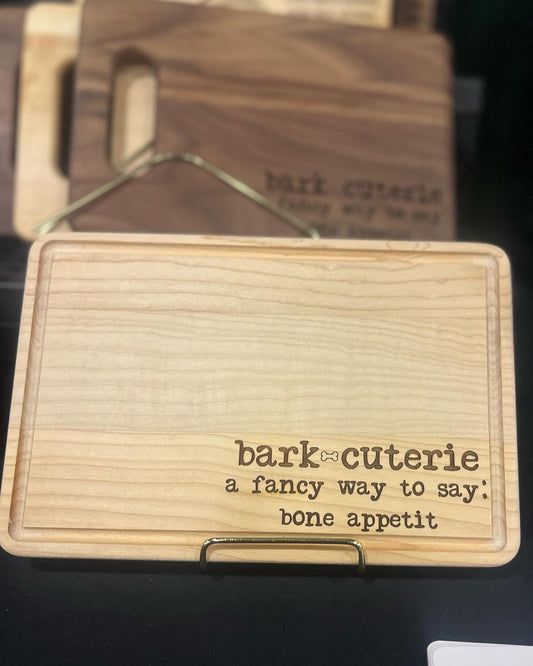 bark cuterie
fancy way to say
bark-cuterie
a fancy way to say:
bone appetit